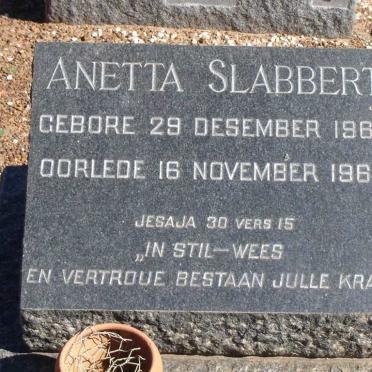 ANETTA SLABBERT
GEBORE 29 DESEMBER 196
OORLEDE 16 NOVEMBER 196
JESAJA 30 VERS 15
„IN STIL-WEES
EN VERTROUE BESTAAN JULLE KRA